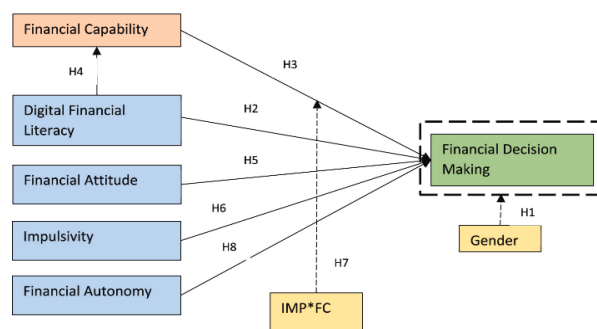 Financial Capability
H3
H4
Digital Financial
Literacy
H2
Financial Decision
Making
H5
Financial Attitude
H6
H1
Impulsivity
Gender
H8
H7
Financial Autonomy
IMP*FC